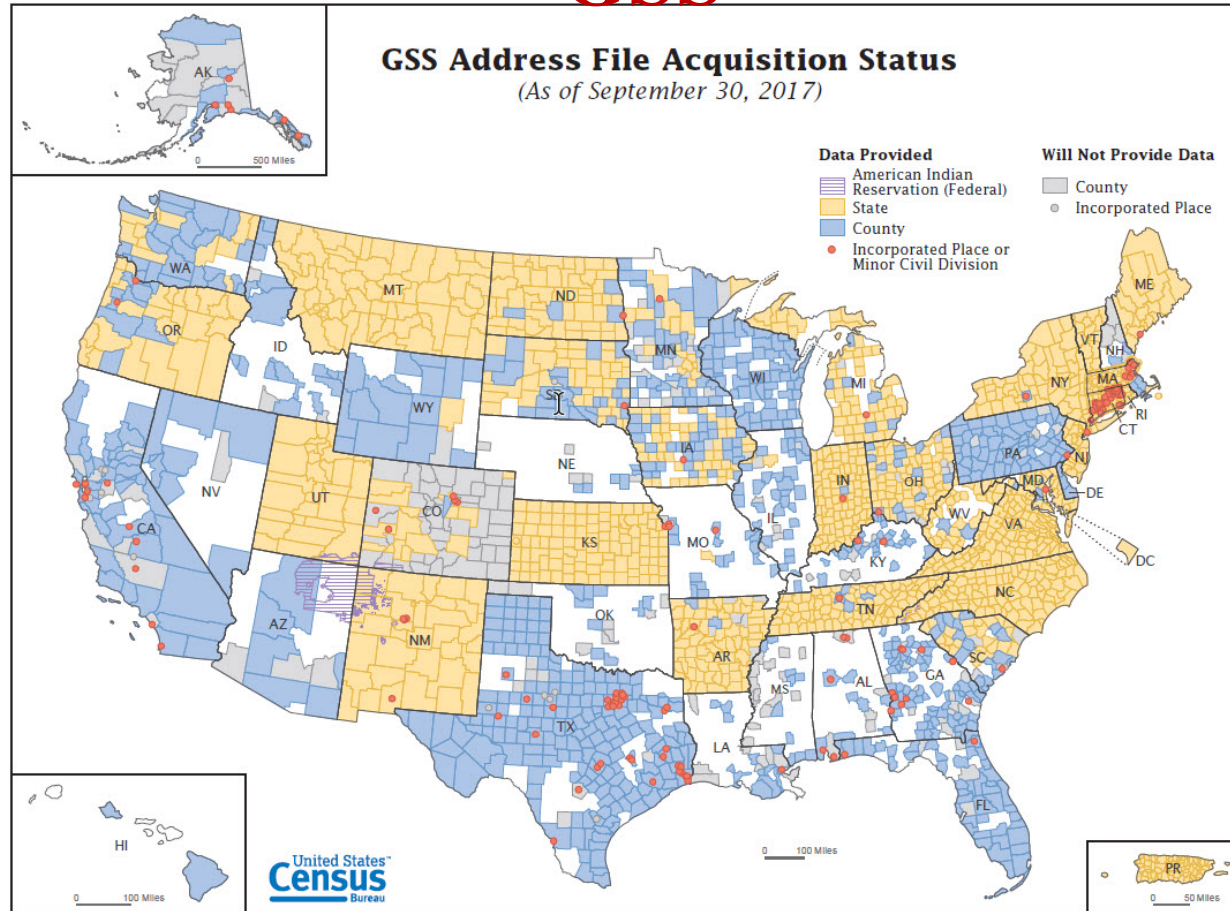 GSS
GSS Address File Acquisition Status
(As of September 30, 2017)
Data Provided
American Indian
Reservation (Federal)
State
County
Incorporated Place or
Minor Civil Division
Will Not Provide Data
County
Incorporated Place
AK
0 500 Miles
WA
MT
ND
MN
ME
OR
ID
SD
WI
MI
VT
NH
NY
MA
RI
CT
WY
IA
PA
NJ
NE
NV
UT
CO
IL
IN
OH
MD
DE
WV
VA
DC
CA
KS
MO
KY
NC
TN
AZ
NM
OK
AR
SC
MS
AL
GA
TX
LA
FL
HI
0 100 Miles
United States™
Census
Bureau
0 100 Miles
PR
0 50 Miles